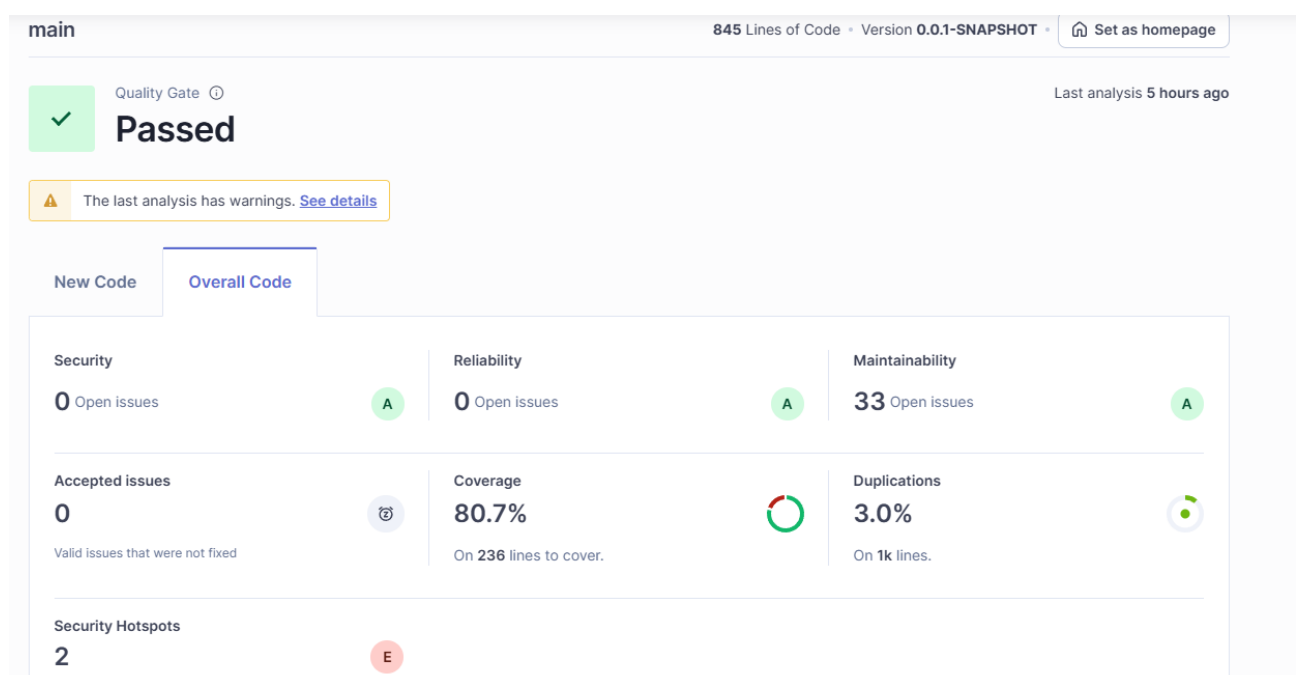 main
845 Lines of Code • Version 0.0.1-SNAPSHOT • Set as homepage
Quality Gate
Passed
Last analysis 5 hours ago
The last analysis has warnings. See details
New Code Overall Code
Security Reliability Maintainability
0 Open issues A 0 Open issues A 33 Open issues A
Accepted issues Coverage Duplications
0 80.7% 3.0%
Valid issues that were not fixed On 236 lines to cover. On 1k lines.
Security Hotspots
2 E